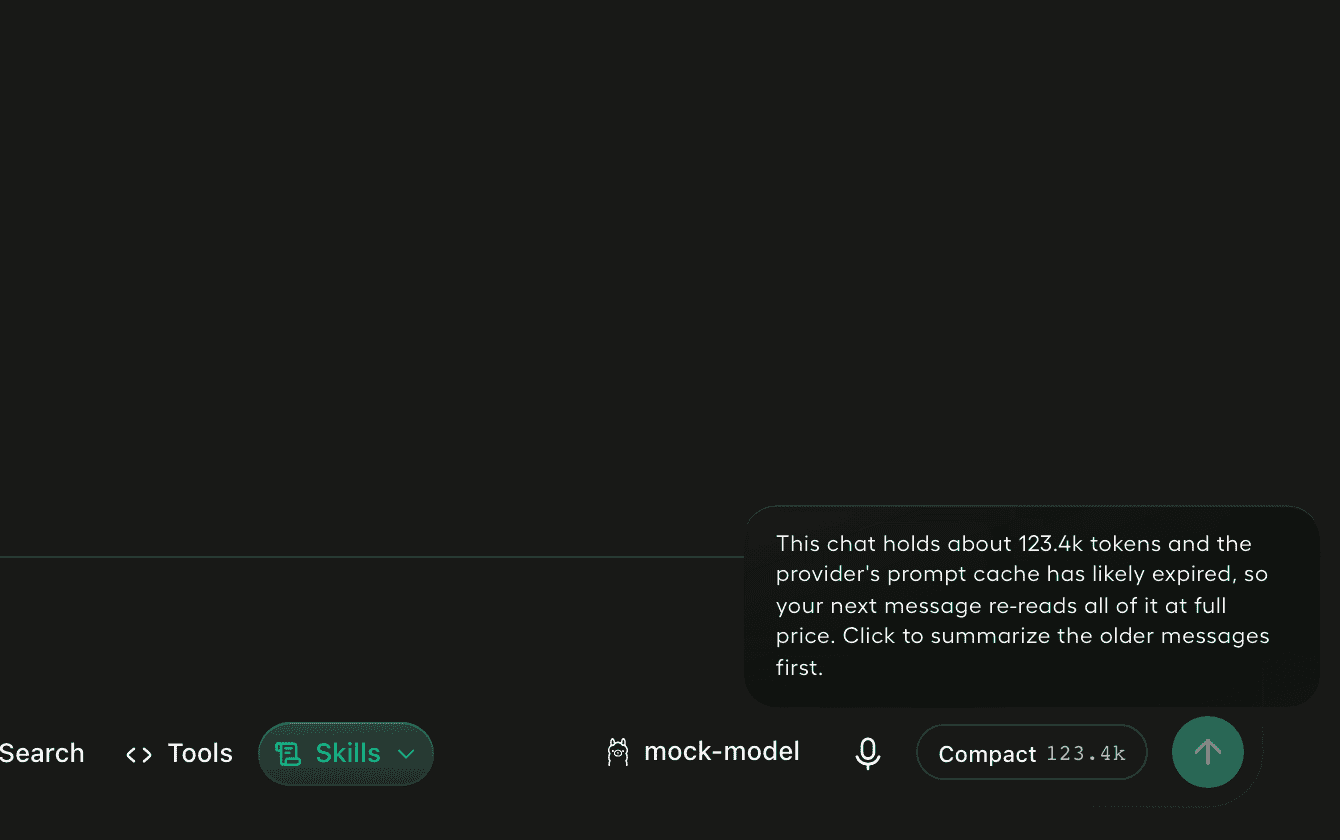 This chat holds about 123.4k tokens and the
provider's prompt cache has likely expired, so
your next message re-reads all of it at full
price. Click to summarize the older messages
first.
Search <> Tools Skills mock-model Compact 123.4k